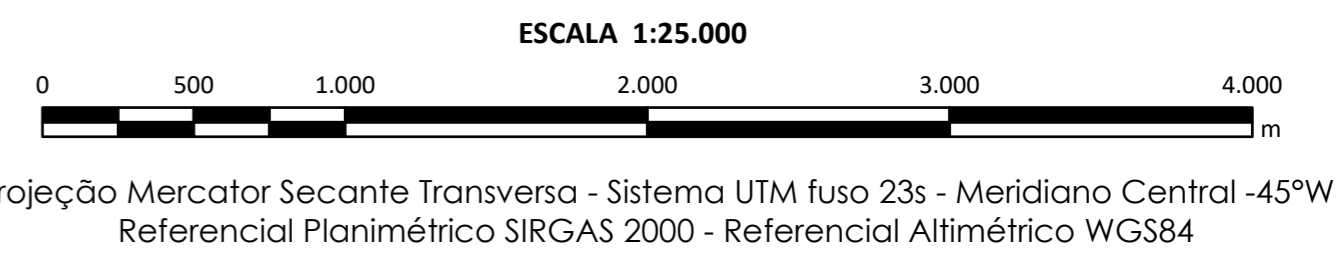 ESCALA 1:25.000
0 500 1.000 2.000 3.000 4.000
m
rojeção Mercator Secante Transversa - Sistema UTM fuso 23s - Meridiano Central -45°W
Referencial Planimétrico SIRGAS 2000 - Referencial Altimétrico WGS84